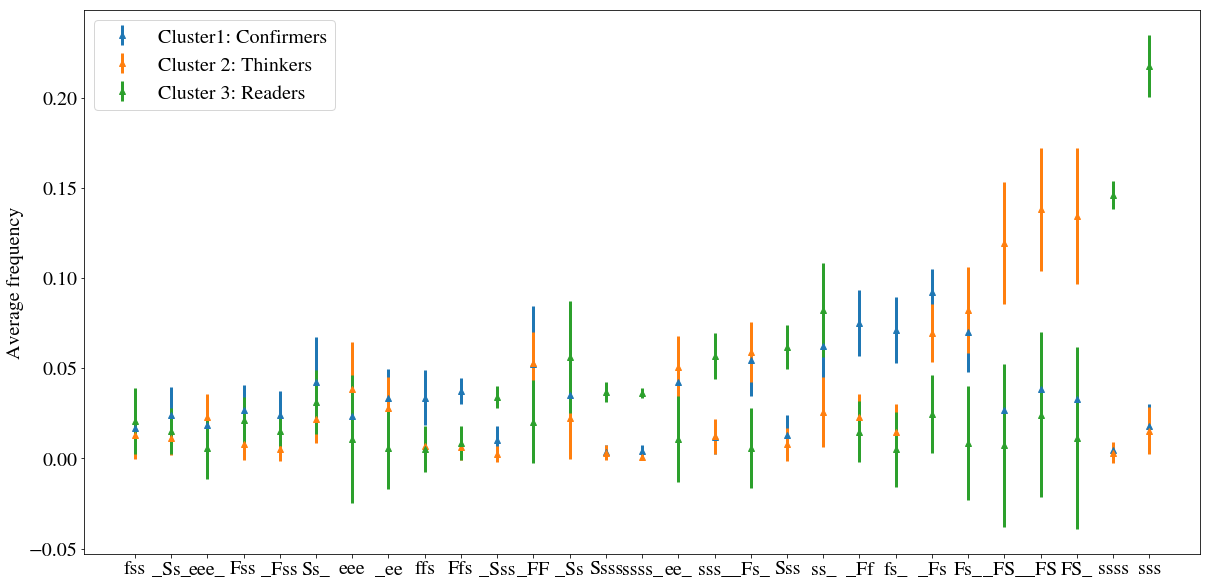 Cluster1: Confirmers
Cluster 2: Thinkers
Cluster 3: Readers
Average frequency
0.20
0.15
0.10
0.05
0.00
−0.05
fss _Ss_ eee_ Fss _Fss Ss_ eee _ee ffs Ffs _Sss _FF _Ss Ssss ssss_ _ee_ sss_ _Fs_ Sss ss_ _Ff fs_ _Fs Fs_ _FS_ _FS FS_ ssss sss